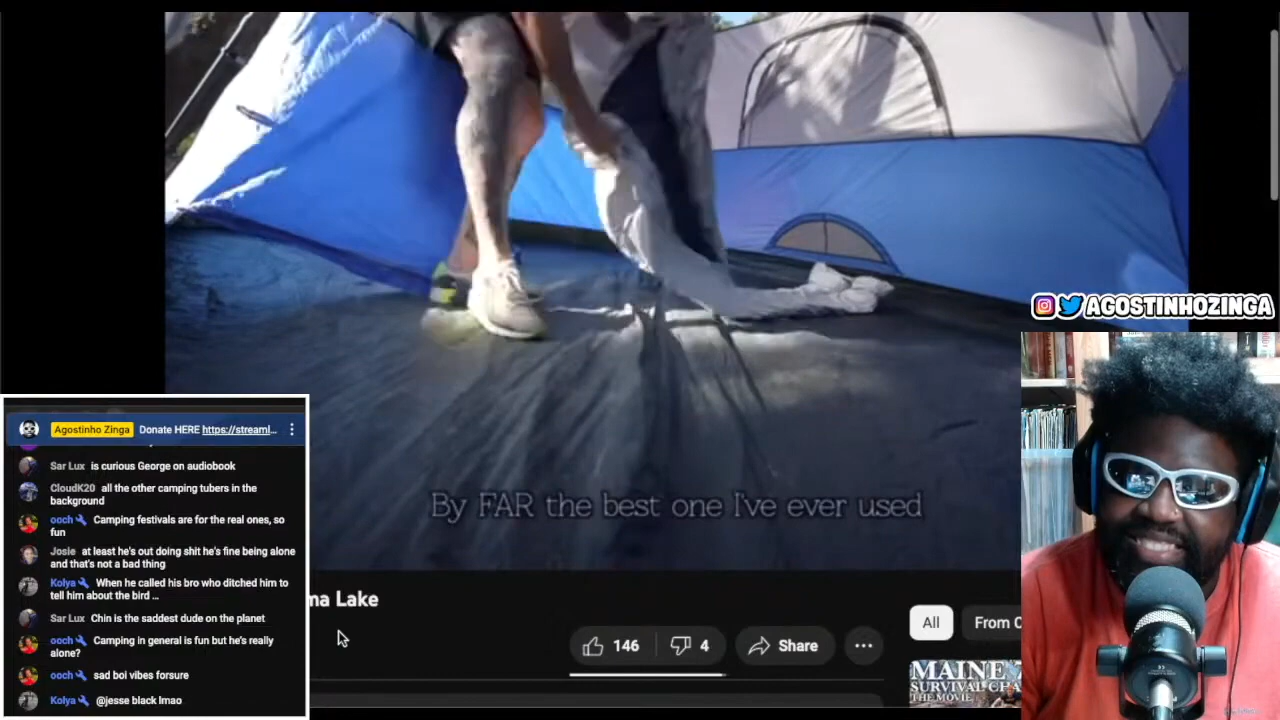 AGOSTINHOZINGA
Agostinho Zinga Donate HERE https://streaml...
Sar Lux is curious George on audiobook
CloudK20 all the other camping tubers in the
background
ooch Camping festivals are for the real ones, so
fun
Josie at least he's out doing shit he's fine being alone
and that's not a bad thing
Kolya When he called his bro who ditched him to
tell him about the bird ...
Sar Lux Chin is the saddest dude on the planet
ooch Camping in general is fun but he's really
alone?
ooch sad boi vibes forsure
Kolya @jesse black lmao
By FAR the best one I've ever used
ma Lake
146
4
Share
All
From
MAINE
SURVIVAL
THE MOVIE